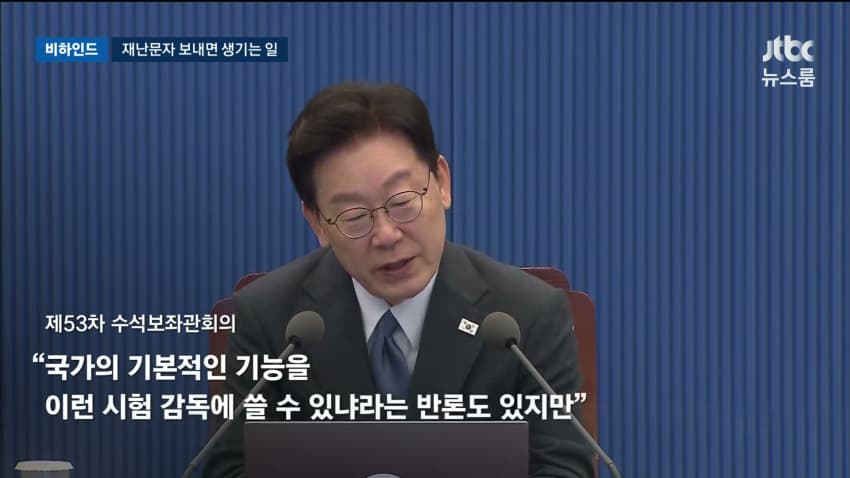 비하인드
재난문자 보내면 생기는 일
jtbc
뉴스룸
제53차 수석보좌관회의
“국가의 기본적인 기능을
이런 시험 감독에 쓸 수 있냐라는 반론도 있지만”